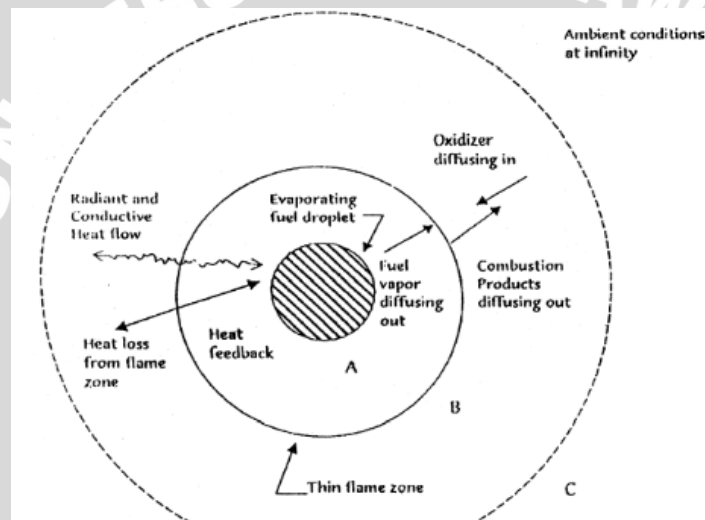 Ambient conditions
at infinity
Oxidizer
diffusing in
Radiant and
Conductive
Heat flow
Evaporating
fuel droplet
Fuel
vapor
diffusing
out
Combustion
Products
diffusing out
Heat loss
from flame
zone
Heat
feedback
A
B
Thin flame zone
C